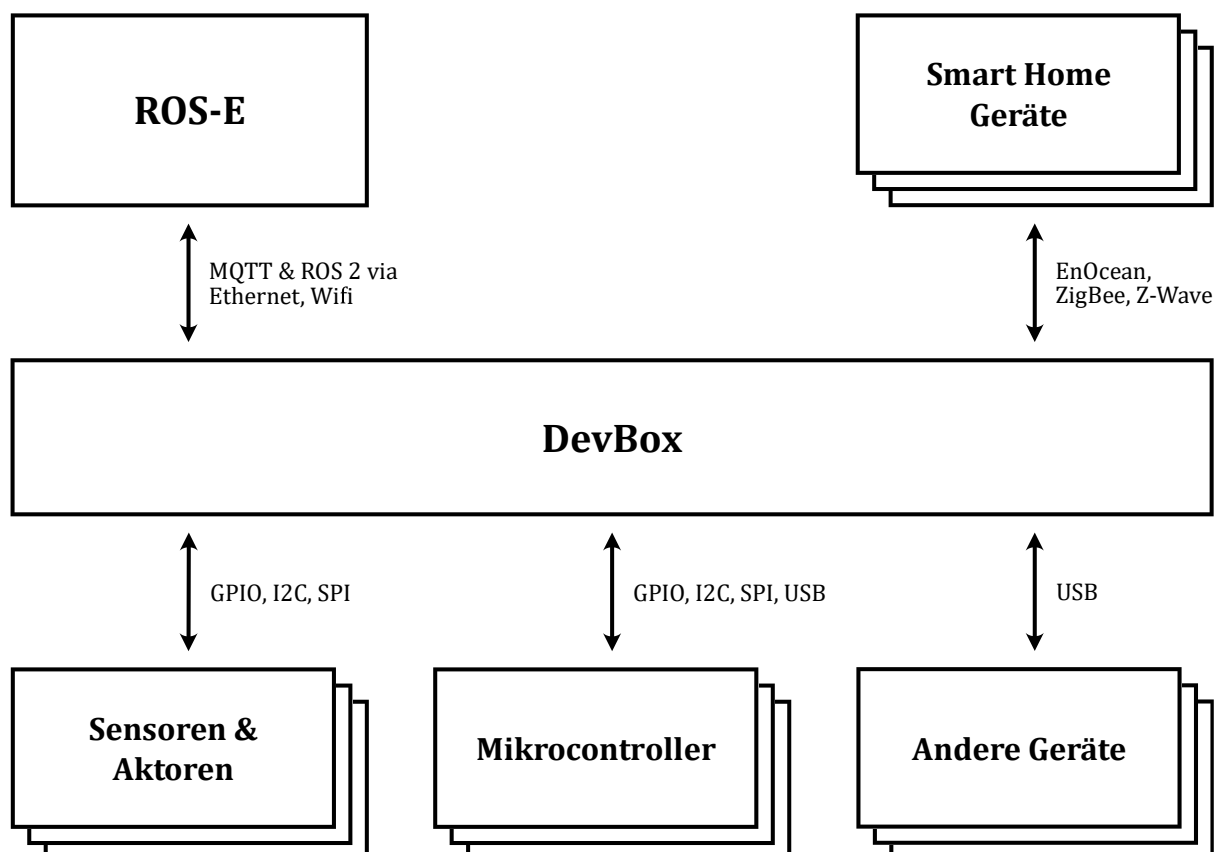 ROS-E
Smart Home
Geräte
MQTT & ROS 2 via
Ethernet, Wifi
EnOcean,
ZigBee, Z-Wave
DevBox
GPIO, I2C, SPI
GPIO, I2C, SPI, USB
USB
Sensoren &
Aktoren
Mikrocontroller
Andere Geräte